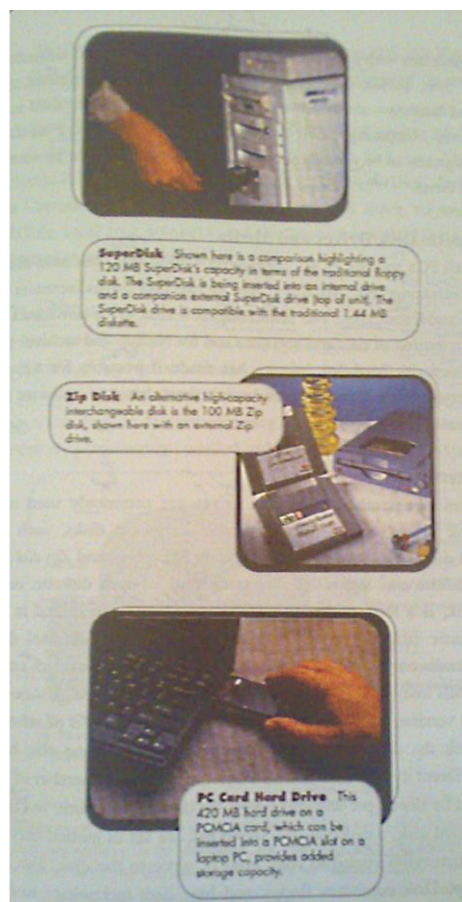 SuperDisk Shown here is a comparison highlighting a
120 MB SuperDisk's capacity in terms of the traditional floppy
disk. The SuperDisk is being inserted into an internal drive
and a companion external SuperDisk drive (top of unit). The
SuperDisk drive is compatible with the traditional 1.44 MB
diskette.
Zip Disk An alternative high-capacity
interchangeable disk is the 100 MB Zip
disk, shown here with an external Zip
drive.
PC Card Hard Drive This
420 MB hard drive on a
PCMCIA card, which can be
inserted into a PCMCIA slot on a
laptop PC, provides added
storage capacity.